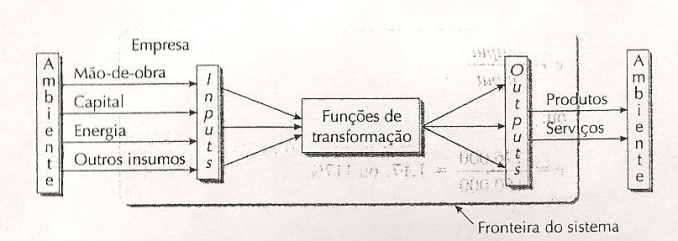 Empresa
Ambiente
Mão-de-obra
Capital
Energia
Outros insumos
Inputs
Funções de
transformação
Outputs
Produtos
Serviços
Ambiente
Fronteira do sistema